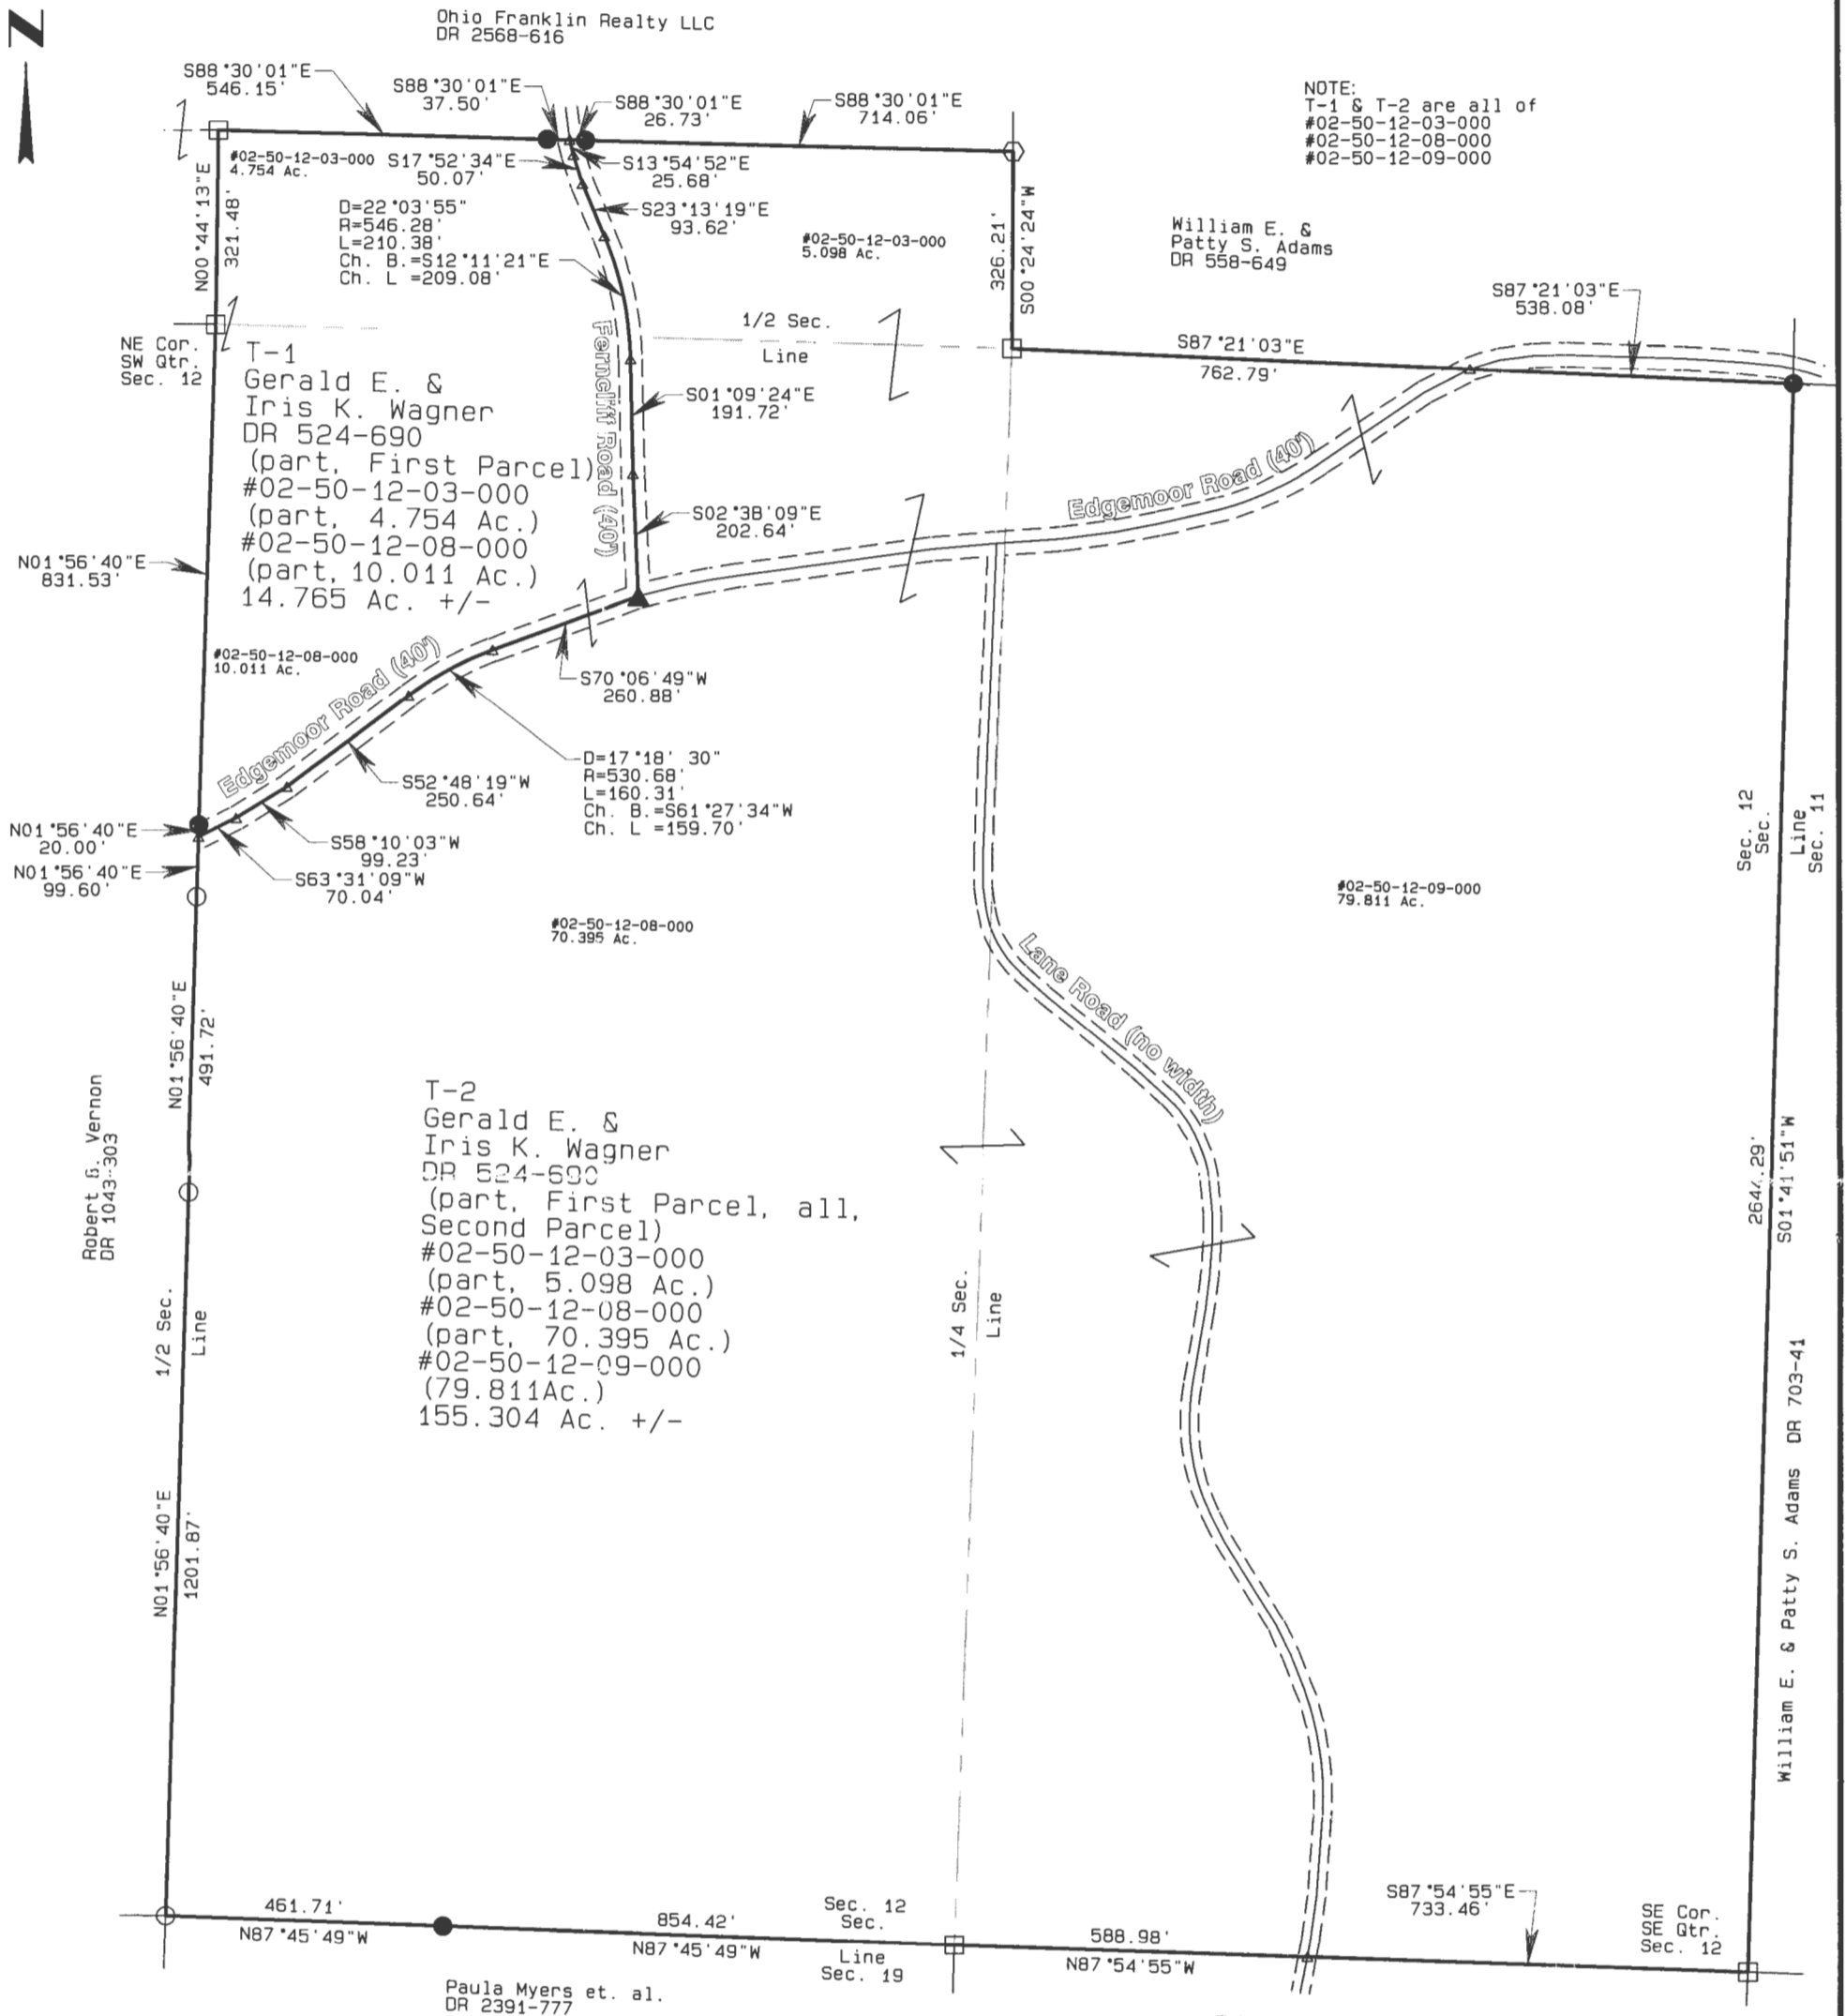 N
Ohio Franklin Realty LLC
DR 2568-616
S88°30'01"E
546.15'
S88°30'01"E
37.50'
S88°30'01"E
26.73'
S88°30'01"E
714.06'
NOTE:
T-1 & T-2 are all of
#02-50-12-03-000
#02-50-12-08-000
#02-50-12-09-000
#02-50-12-03-000
4.754 Ac.
S17°52'34"E
50.07'
S13°54'52"E
25.68'
N00°44'13"E
321.48'
D=22°03'55"
R=546.28'
L=210.38'
Ch. B.=S12°11'21"E
Ch. L =209.08'
S23°13'19"E
93.62'
#02-50-12-03-000
5.098 Ac.
326.21'
S00°24'24"W
William E. &
Patty S. Adams
DR 558-649
S87°21'03"E
538.08'
S87°21'03"E
762.79'
1/2 Sec.
Line
NE Cor.
SW Qtr.
Sec. 12
T-1
Gerald E. &
Iris K. Wagner
DR 524-690
(part, First Parcel)
#02-50-12-03-000
(part, 4.754 Ac.)
#02-50-12-08-000
(part, 10.011 Ac.)
14.765 Ac. +/-
Ferncliff Road (40')
S01°09'24"E
191.72'
S02°38'09"E
202.64'
Edgemoor Road (40')
N01°56'40"E
831.53'
#02-50-12-08-000
10.011 Ac.
Edgemoor Road (40')
S70°06'49"W
260.88'
D=17°18' 30"
R=530.68'
L=160.31'
Ch. B.=S61°27'34"W
Ch. L =159.70'
S52°48'19"W
250.64'
N01°56'40"E
20.00'
S58°10'03"W
99.23'
N01°56'40"E
99.60'
S63°31'09"W
70.04'
#02-50-12-08-000
70.395 Ac.
#02-50-12-09-000
79.811 Ac.
Sec. 12
Sec.
Line
Sec. 11
Lane Road (no width)
N01°56'40"E
491.72'
Robert G. Vernon
DR 1043-303
T-2
Gerald E. &
Iris K. Wagner
DR 524-690
(part, First Parcel, all,
Second Parcel)
#02-50-12-03-000
(part, 5.098 Ac.)
#02-50-12-08-000
(part, 70.395 Ac.)
#02-50-12-09-000
(79.811Ac.)
155.304 Ac. +/-
1/2 Sec.
Line
1/4 Sec.
Line
S01°41'51"W
William E. & Patty S. Adams DR 703-41
N01°56'40"E
1201.87'
461.71'
N87°45'49"W
854.42'
N87°45'49"W
Sec. 12
Sec.
Line
Sec. 19
588.98'
N87°54'55"W
S87°54'55"E
733.46'
SE Cor.
SE Qtr.
Sec. 12
Paula Myers et. al.
DR 2391-777